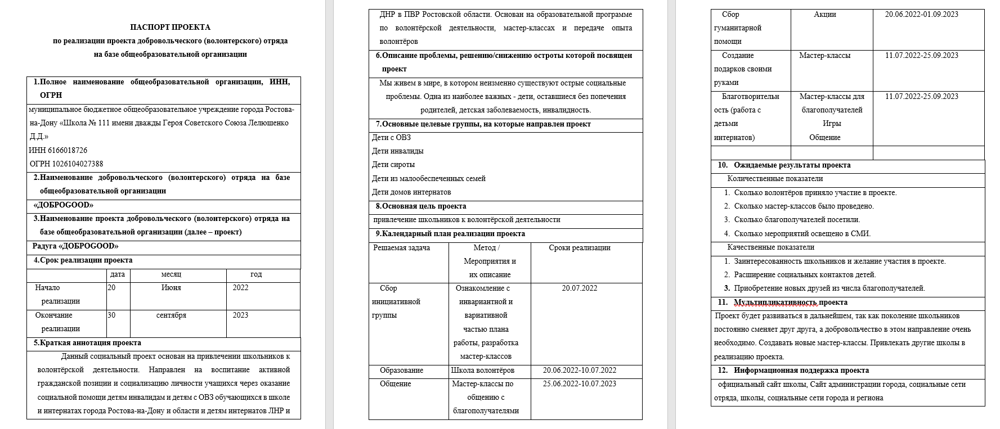 ПАСПОРТ ПРОЕКТА
по реализации проекта добровольческого (волонтерского) отряда
на базе общеобразовательной организации
1.Полное наименование общеобразовательной организации, ИНН,
ОГРН
муниципальное бюджетное общеобразовательное учреждение города Ростова-
на-Дону «Школа № 111 имени дважды Героя Советского Союза Лелюшенко
Д.Д.»
ИНН 6166018726
ОГРН 1026104027388
2.Наименование добровольческого (волонтерского) отряда на базе
общеобразовательной организации
«ДОБРОGOOD»
3.Наименование проекта добровольческого (волонтерского) отряда на
базе общеобразовательной организации (далее – проект)
Радуга «ДОБРОGOOD»
4.Срок реализации проекта
дата месяц год
Начало 20 Июня 2022
реализации
Окончание 30 сентября 2023
реализации
5.Краткая аннотация проекта
Данный социальный проект основан на привлечении школьников к
волонтёрской деятельности. Направлен на воспитание активной
гражданской позиции и социализацию личности учащихся через оказание
социальной помощи детям инвалидам и детям с ОВЗ обучающихся в школе
и интернатах города Ростова-на-Дону и области и детям интернатов ЛНР и
ДНР в ПВР Ростовской области. Основан на образовательной программе
по волонтёрской деятельности, мастер-классах и передаче опыта
волонтёров
6.Описание проблемы, решению/снижению остроты которой посвящен
проект
Мы живем в мире, в котором неизменно существуют острые социальные
проблемы. Одна из наиболее важных - дети, оставшиеся без попечения
родителей, детская заболеваемость, инвалидность.
7.Основные целевые группы, на которые направлен проект
Дети с ОВЗ
Дети инвалиды
Дети сироты
Дети из малообеспеченных семей
Дети домов интернатов
8.Основная цель проекта
привлечение школьников к волонтёрской деятельности
9.Календарный план реализации проекта
Решаемая задача Метод / Сроки реализации
Мероприятия и
их описание
Сбор Ознакомление с 20.07.2022
инициативной инвариантной и
группы вариативной
частью плана
работы, разработка
мастер-классов
Образование Школа волонтёров 20.06.2022-10.07.2022
Общение Мастер-классы по 25.06.2022-10.07.2023
общению с
благополучателями
Сбор Акции 20.06.2022-01.09.2023
гуманитарной
помощи
Создание Мастер-классы 11.07.2022-25.09.2023
подарков своими
руками
Благотворительн Мастер-классы для 11.07.2022-25.09.2023
ость (работа с благополучателей
детьми Игры
интернатов) Общение
10. Ожидаемые результаты проекта
Количественные показатели
1. Сколько волонтёров приняло участие в проекте.
2. Сколько мастер-классов было проведено.
3. Сколько благополучателей посетили.
4. Сколько мероприятий освещено в СМИ.
Качественные показатели
1. Заинтересованность школьников и желание участия в проекте.
2. Расширение социальных контактов детей.
3. Приобретение новых друзей из числа благополучателей.
11. Мультипликативность проекта
Проект будет развиваться в дальнейшем, так как поколение школьников
постоянно сменяет друг друга, а добровольчество в этом направление очень
необходимо. Создавать новые мастер-классы. Привлекать другие школы в
реализацию проекта.
12. Информационная поддержка проекта
официальный сайт школы, Сайт администрации города, социальные сети
отряда, школы, социальные сети города и региона